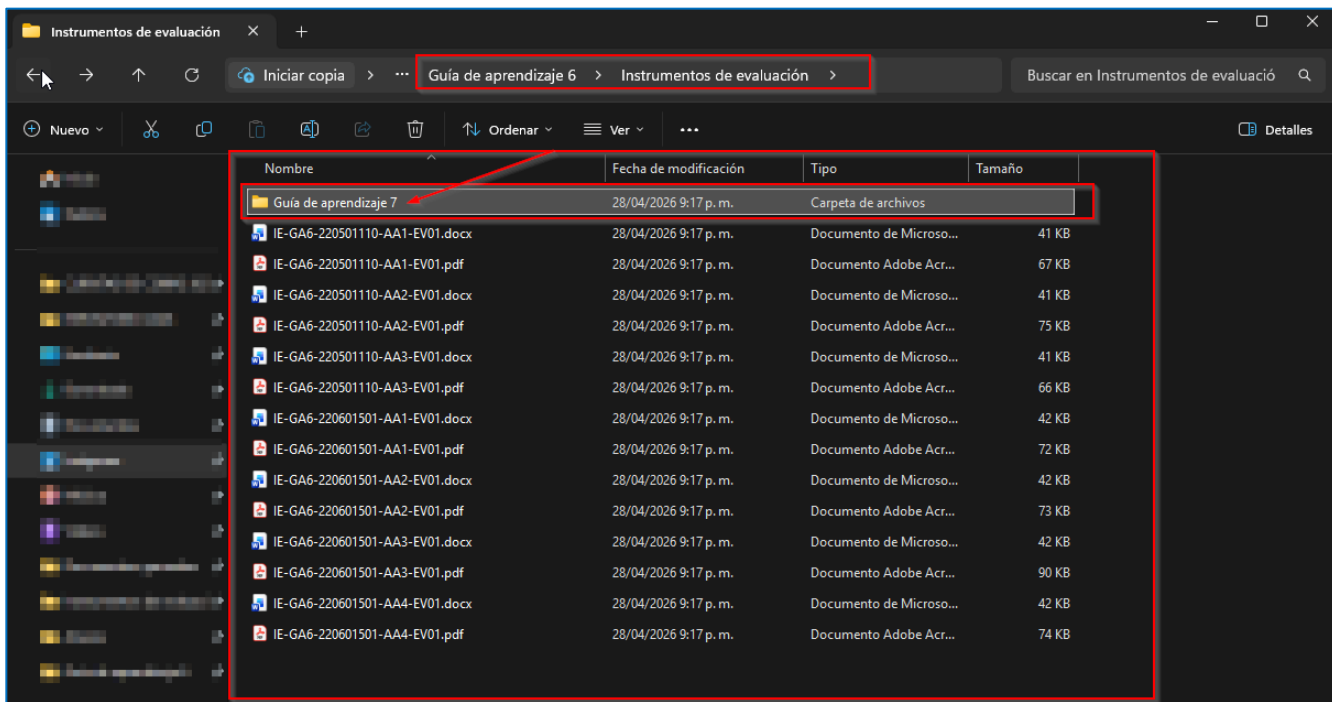 Instrumentos de evaluación
Iniciar copia > ... Guía de aprendizaje 6 > Instrumentos de evaluación >
Buscar en Instrumentos de evaluació
Nuevo Ordenar Ver ... Detalles
Nombre Fecha de modificación Tipo Tamaño
Guía de aprendizaje 7 28/04/2026 9:17 p. m. Carpeta de archivos
IE-GA6-220501110-AA1-EV01.docx 28/04/2026 9:17 p. m. Documento de Microso... 41 KB
IE-GA6-220501110-AA1-EV01.pdf 28/04/2026 9:17 p. m. Documento Adobe Acr... 67 KB
IE-GA6-220501110-AA2-EV01.docx 28/04/2026 9:17 p. m. Documento de Microso... 41 KB
IE-GA6-220501110-AA2-EV01.pdf 28/04/2026 9:17 p. m. Documento Adobe Acr... 75 KB
IE-GA6-220501110-AA3-EV01.docx 28/04/2026 9:17 p. m. Documento de Microso... 41 KB
IE-GA6-220501110-AA3-EV01.pdf 28/04/2026 9:17 p. m. Documento Adobe Acr... 66 KB
IE-GA6-220601501-AA1-EV01.docx 28/04/2026 9:17 p. m. Documento de Microso... 42 KB
IE-GA6-220601501-AA1-EV01.pdf 28/04/2026 9:17 p. m. Documento Adobe Acr... 72 KB
IE-GA6-220601501-AA2-EV01.docx 28/04/2026 9:17 p. m. Documento de Microso... 42 KB
IE-GA6-220601501-AA2-EV01.pdf 28/04/2026 9:17 p. m. Documento Adobe Acr... 73 KB
IE-GA6-220601501-AA3-EV01.docx 28/04/2026 9:17 p. m. Documento de Microso... 42 KB
IE-GA6-220601501-AA3-EV01.pdf 28/04/2026 9:17 p. m. Documento Adobe Acr... 90 KB
IE-GA6-220601501-AA4-EV01.docx 28/04/2026 9:17 p. m. Documento de Microso... 42 KB
IE-GA6-220601501-AA4-EV01.pdf 28/04/2026 9:17 p. m. Documento Adobe Acr... 74 KB